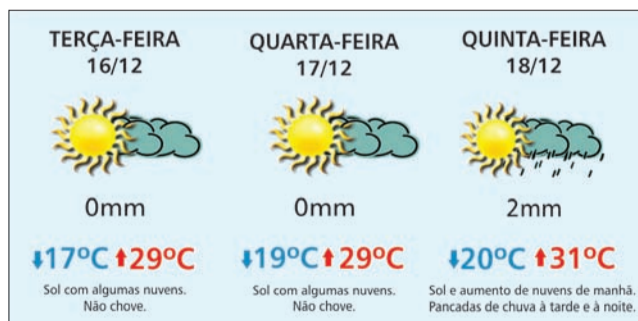 TERÇA-FEIRA
16/12
0mm
17ºC 29ºC
Sol com algumas nuvens.
Não chove.
QUARTA-FEIRA
17/12
0mm
19ºC 29ºC
Sol com algumas nuvens.
Não chove.
QUINTA-FEIRA
18/12
2mm
20ºC 31ºC
Sol e aumento de nuvens de manhã.
Pancadas de chuva à tarde e à noite.